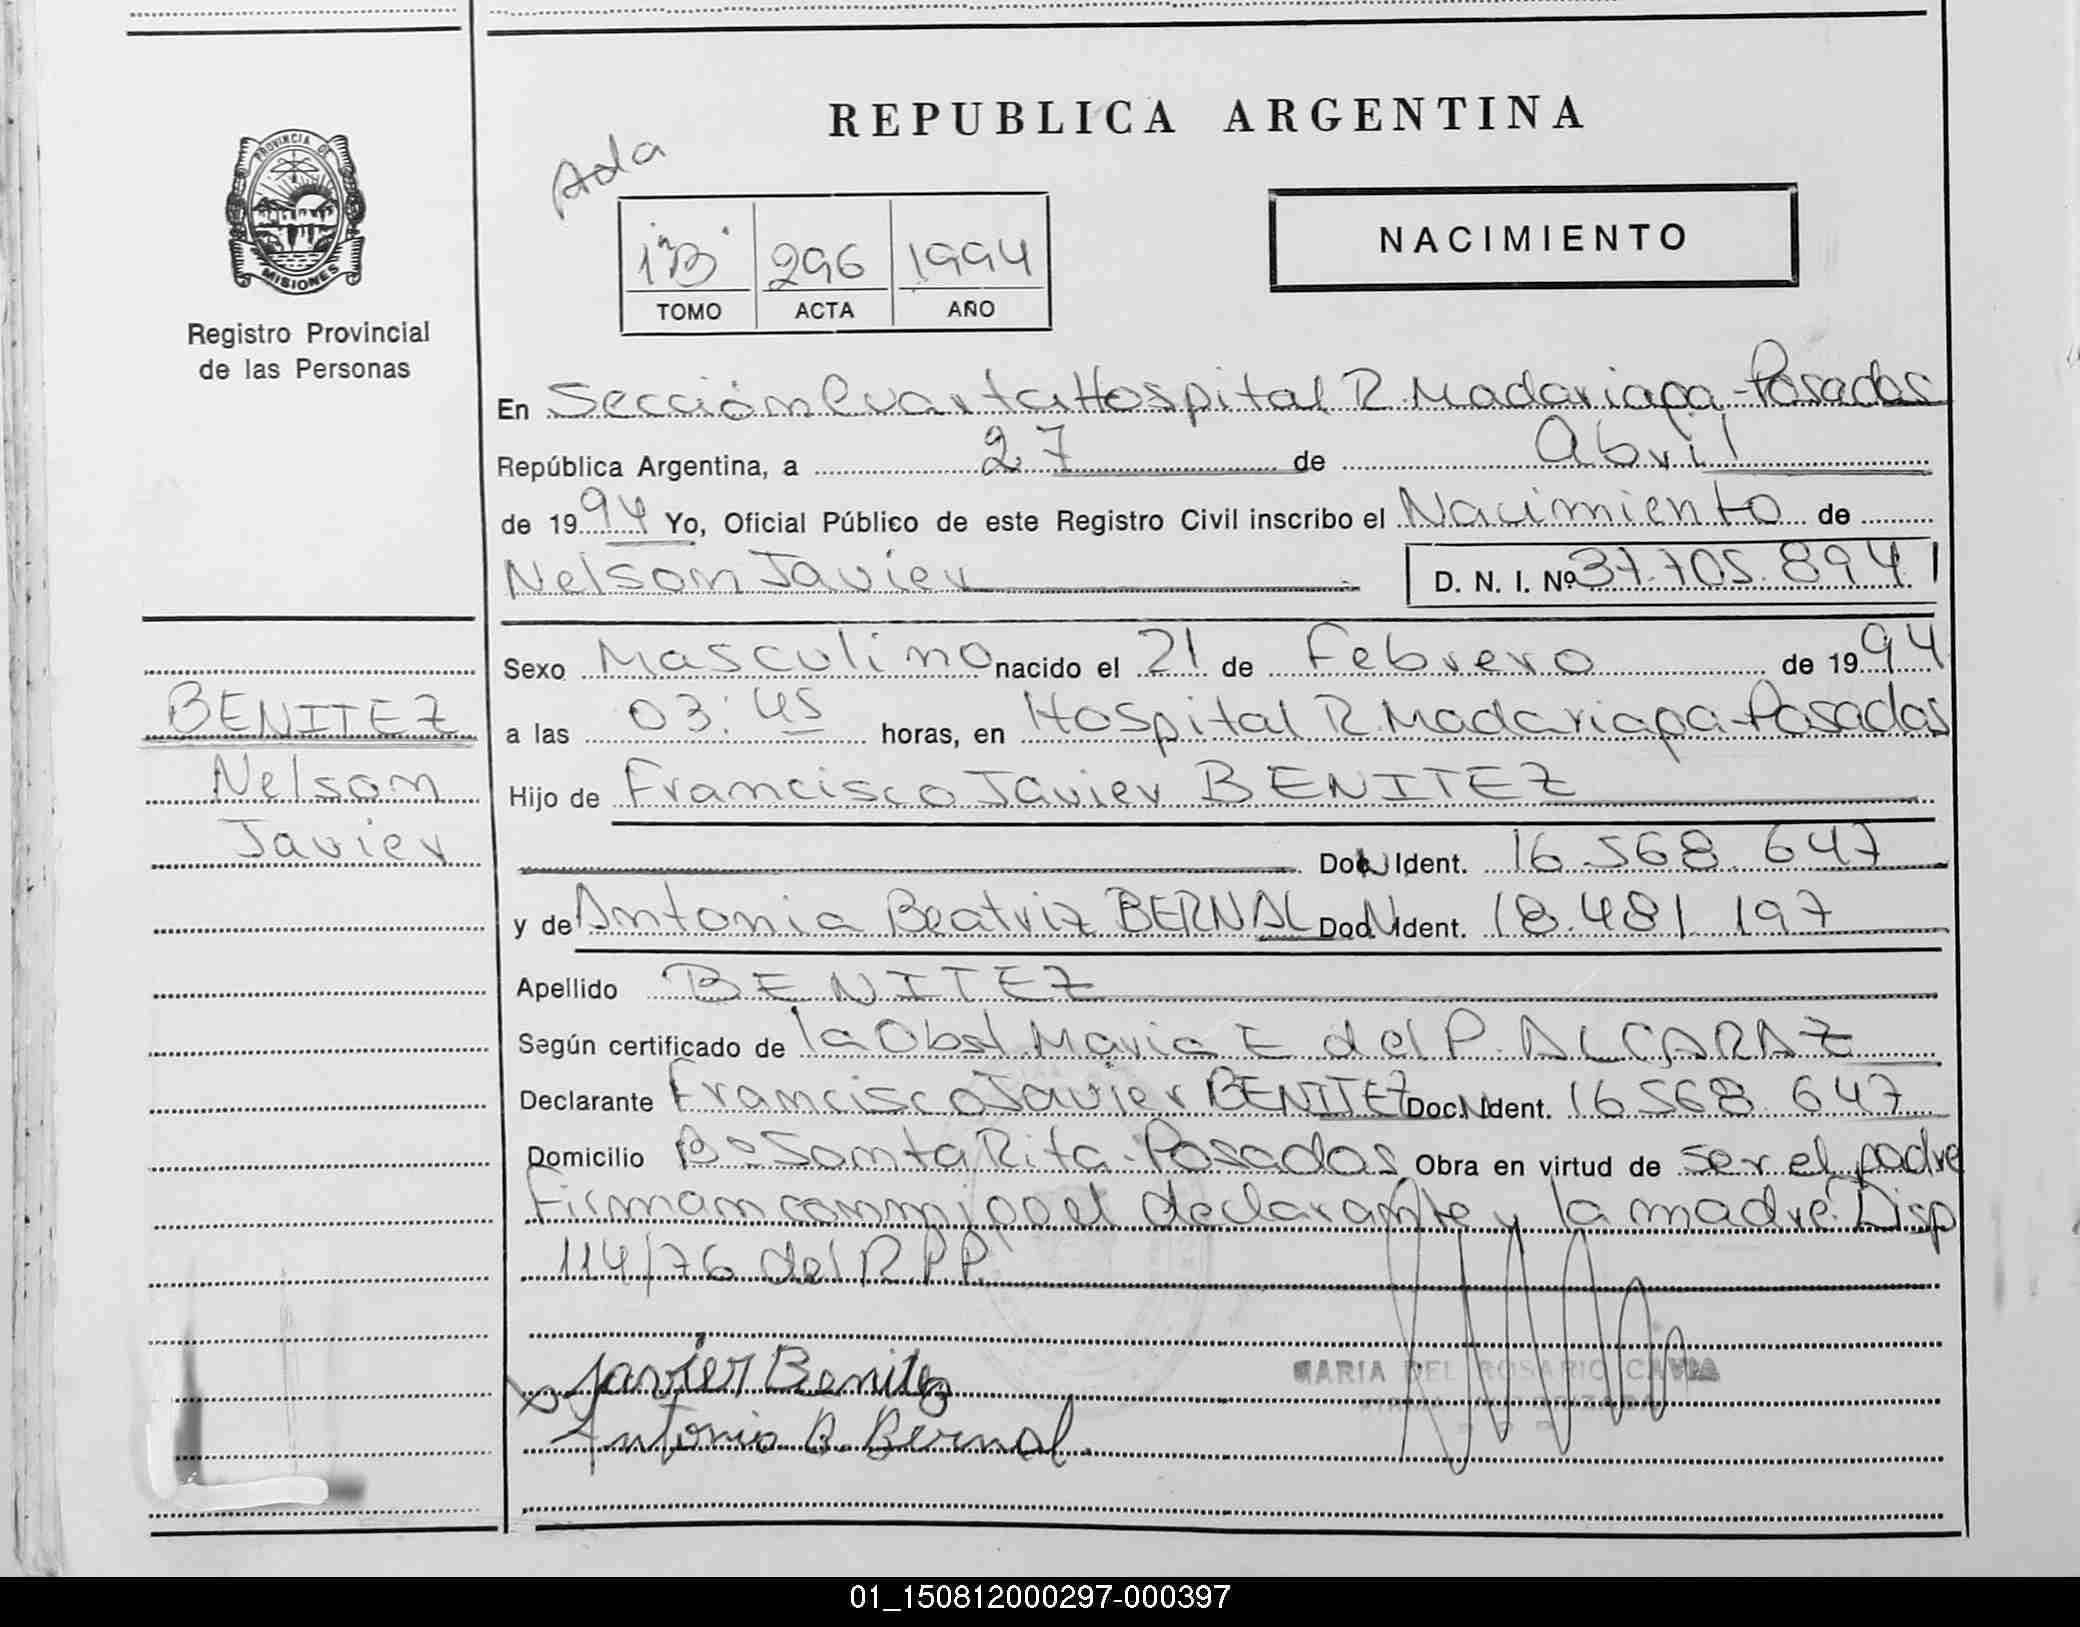 PROVINCIA DE
MISIONES
Registro Provincial
de las Personas
BENITEZ
Nelson
Javier
REPUBLICA ARGENTINA
Ada
1"B" 296 1994
TOMO ACTA AÑO
NACIMIENTO
En Sección Cuarta Hospital R. Madariaga - Posadas
República Argentina, a 27 de Abril
de 1994 Yo, Oficial Público de este Registro Civil inscribo el Nacimiento de
Nelson Javier D. N. I. Nº 37.705.894
Sexo Masculino nacido el 21 de Febrero de 1994
a las 03:45 horas, en Hospital R. Madariaga - Posadas
Hijo de Francisco Javier BENITEZ
Doc. N Ident. 16.568.647
y de Antonia Beatriz BERNAL Doc. N Ident. 18.481.197
Apellido BENITEZ
Según certificado de la Obst. Maria E. del P. ALCARAZ
Declarante Francisco Javier BENITEZ Doc. N Ident. 16.568.647
Domicilio Bº Santa Rita - Posadas Obra en virtud de ser el padre
Firman conmigo el declarante y la madre. Disp
114/76 del R.P.P.
Javier Benitez
Antonia B. Bernal.
MARIA DEL ROSARIO
01_150812000297-000397